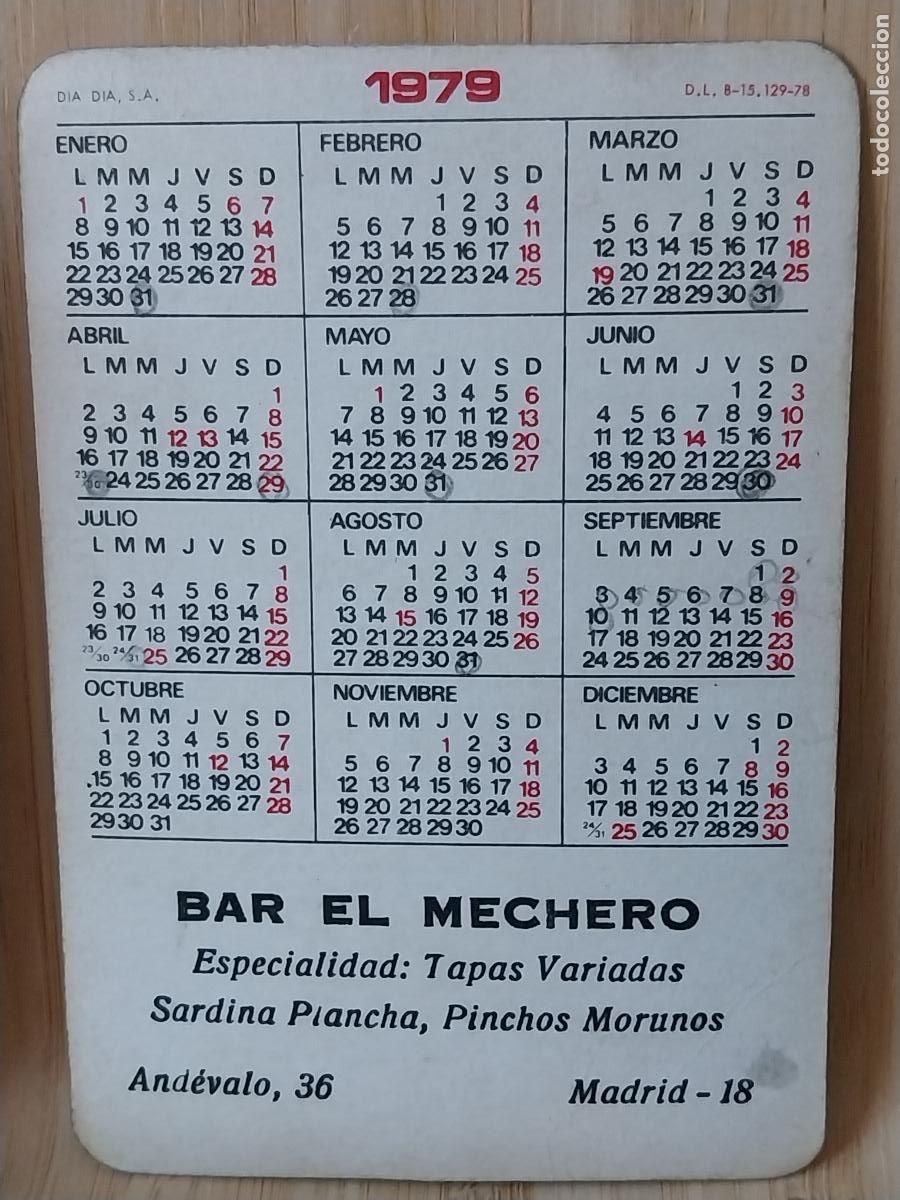 DIA DIA, S.A. 1979 D.L. B-15.129-78
ENERO
L M M J V S D
1 2 3 4 5 6 7
8 9 10 11 12 13 14
15 16 17 18 19 20 21
22 23 24 25 26 27 28
29 30 31
FEBRERO
L M M J V S D
1 2 3 4
5 6 7 8 9 10 11
12 13 14 15 16 17 18
19 20 21 22 23 24 25
26 27 28
MARZO
L M M J V S D
1 2 3 4
5 6 7 8 9 10 11
12 13 14 15 16 17 18
19 20 21 22 23 24 25
26 27 28 29 30 31
ABRIL
L M M J V S D
1
2 3 4 5 6 7 8
9 10 11 12 13 14 15
16 17 18 19 20 21 22
23/30 24 25 26 27 28 29
MAYO
L M M J V S D
1 2 3 4 5 6
7 8 9 10 11 12 13
14 15 16 17 18 19 20
21 22 23 24 25 26 27
28 29 30 31
JUNIO
L M M J V S D
1 2 3
4 5 6 7 8 9 10
11 12 13 14 15 16 17
18 19 20 21 22 23 24
25 26 27 28 29 30
JULIO
L M M J V S D
1
2 3 4 5 6 7 8
9 10 11 12 13 14 15
16 17 18 19 20 21 22
23/30 24/31 25 26 27 28 29
AGOSTO
L M M J V S D
1 2 3 4 5
6 7 8 9 10 11 12
13 14 15 16 17 18 19
20 21 22 23 24 25 26
27 28 29 30 31
SEPTIEMBRE
L M M J V S D
1 2
3 4 5 6 7 8 9
10 11 12 13 14 15 16
17 18 19 20 21 22 23
24 25 26 27 28 29 30
OCTUBRE
L M M J V S D
1 2 3 4 5 6 7
8 9 10 11 12 13 14
15 16 17 18 19 20 21
22 23 24 25 26 27 28
29 30 31
NOVIEMBRE
L M M J V S D
1 2 3 4
5 6 7 8 9 10 11
12 13 14 15 16 17 18
19 20 21 22 23 24 25
26 27 28 29 30
DICIEMBRE
L M M J V S D
1 2
3 4 5 6 7 8 9
10 11 12 13 14 15 16
17 18 19 20 21 22 23
24/31 25 26 27 28 29 30
BAR EL MECHERO
Especialidad: Tapas Variadas
Sardina Plancha, Pinchos Morunos
Andévalo, 36 Madrid - 18
todocoleccion